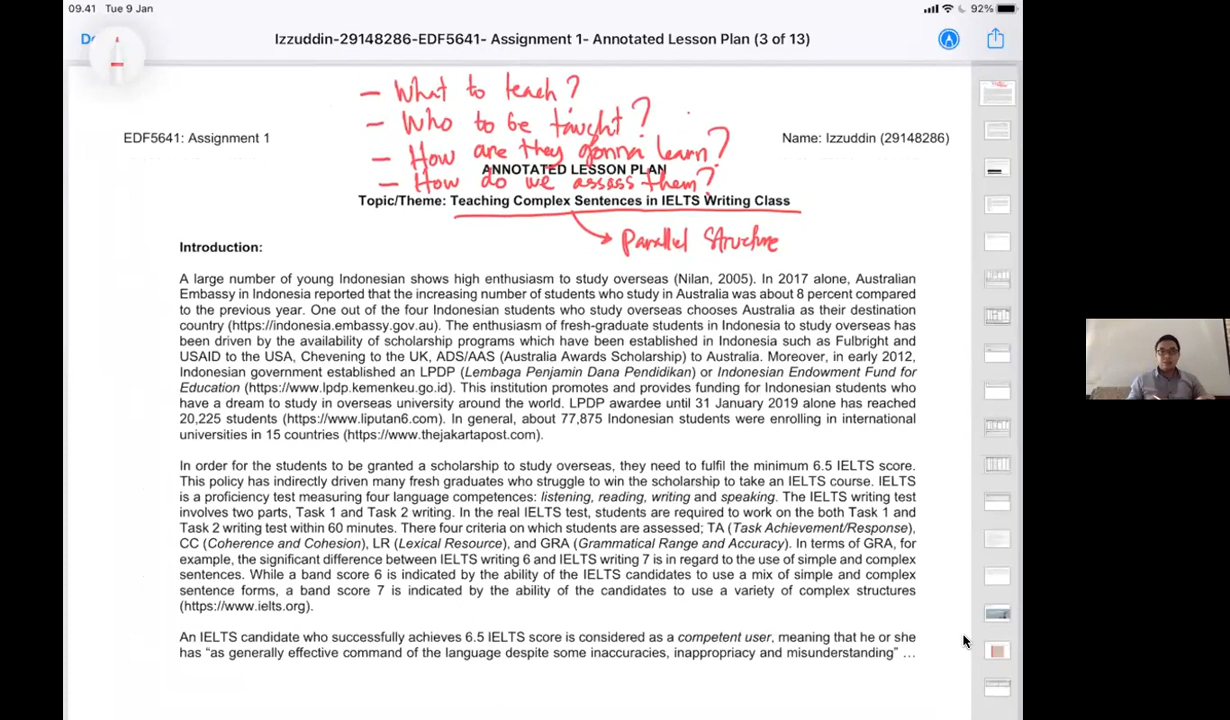 09.41 Tue 9 Jan
92%
Izzuddin-29148286-EDF5641- Assignment 1- Annotated Lesson Plan (3 of 13)
– What to teach?
– Who to be taught?
EDF5641: Assignment 1
Name: Izzuddin (29148286)
– How are they gonna learn?
ANNOTATED LESSON PLAN
– How do we assess them?
Topic/Theme: Teaching Complex Sentences in IELTS Writing Class
Parallel Structure
Introduction:
A large number of young Indonesian shows high enthusiasm to study overseas (Nilan, 2005). In 2017 alone, Australian
Embassy in Indonesia reported that the increasing number of students who study in Australia was about 8 percent compared
to the previous year. One out of the four Indonesian students who study overseas chooses Australia as their destination
country (https://indonesia.embassy.gov.au). The enthusiasm of fresh-graduate students in Indonesia to study overseas has
been driven by the availability of scholarship programs which have been established in Indonesia such as Fulbright and
USAID to the USA, Chevening to the UK, ADS/AAS (Australia Awards Scholarship) to Australia. Moreover, in early 2012,
Indonesian government established an LPDP (Lembaga Penjamin Dana Pendidikan) or Indonesian Endowment Fund for
Education (https://www.lpdp.kemenkeu.go.id). This institution promotes and provides funding for Indonesian students who
have a dream to study in overseas university around the world. LPDP awardee until 31 January 2019 alone has reached
20,225 students (https://www.liputan6.com). In general, about 77,875 Indonesian students were enrolling in international
universities in 15 countries (https://www.thejakartapost.com).
In order for the students to be granted a scholarship to study overseas, they need to fulfil the minimum 6.5 IELTS score.
This policy has indirectly driven many fresh graduates who struggle to win the scholarship to take an IELTS course. IELTS
is a proficiency test measuring four language competences: listening, reading, writing and speaking. The IELTS writing test
involves two parts, Task 1 and Task 2 writing. In the real IELTS test, students are required to work on the both Task 1 and
Task 2 writing test within 60 minutes. There four criteria on which students are assessed; TA (Task Achievement/Response),
CC (Coherence and Cohesion), LR (Lexical Resource), and GRA (Grammatical Range and Accuracy). In terms of GRA, for
example, the significant difference between IELTS writing 6 and IELTS writing 7 is in regard to the use of simple and complex
sentences. While a band score 6 is indicated by the ability of the IELTS candidates to use a mix of simple and complex
sentence forms, a band score 7 is indicated by the ability of the candidates to use a variety of complex structures
(https://www.ielts.org).
An IELTS candidate who successfully achieves 6.5 IELTS score is considered as a competent user, meaning that he or she
has “as generally effective command of the language despite some inaccuracies, inappropriacy and misunderstanding” …